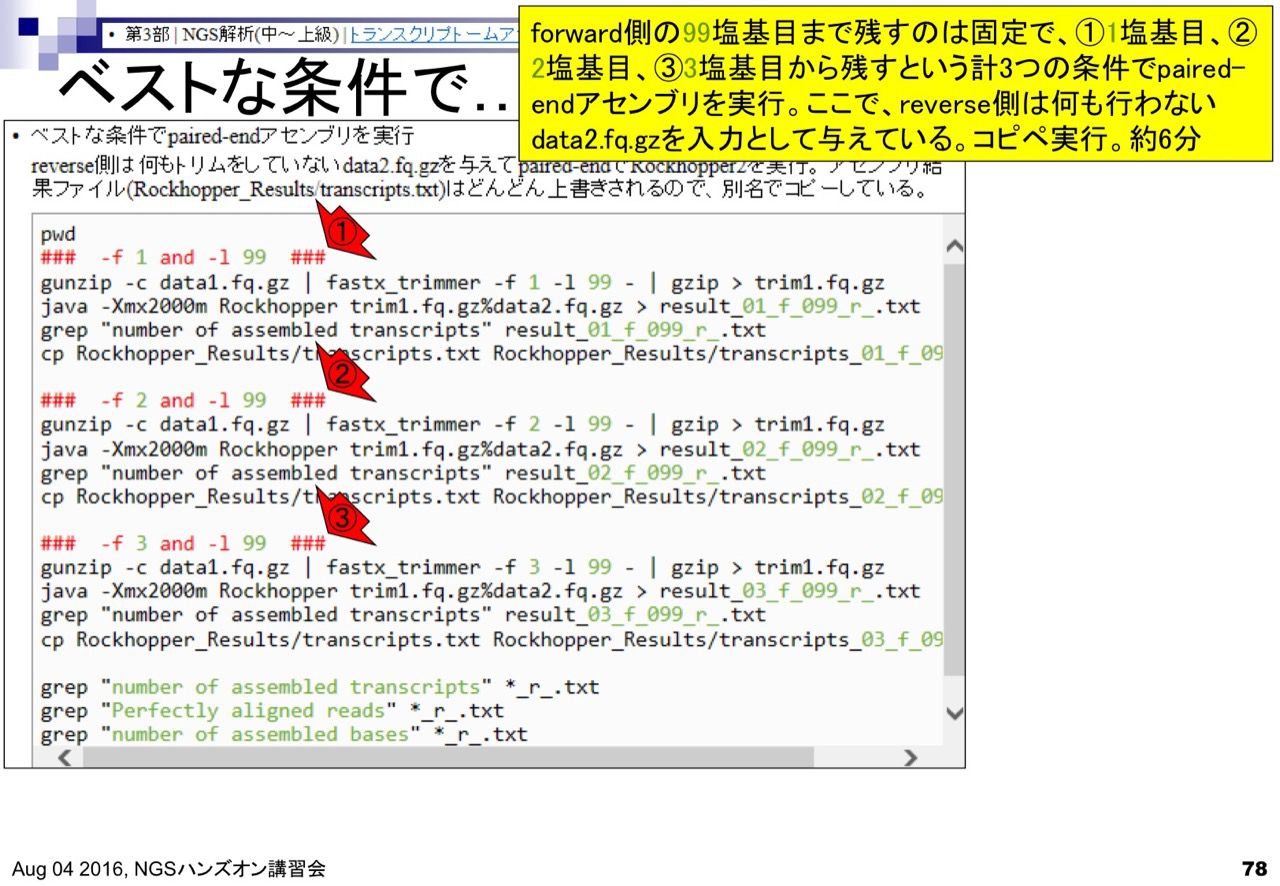 • 第3部 | NGS解析(中～上級) | トランスクリプトームア
ベストな条件で…
forward側の99塩基目まで残すのは固定で、①1塩基目、②
2塩基目、③3塩基目から残すという計3つの条件でpaired-
endアセンブリを実行。ここで、reverse側は何も行わない
data2.fq.gzを入力として与えている。コピペ実行。約6分
• ベストな条件でpaired-endアセンブリを実行
reverse側は何もトリムをしていないdata2.fq.gzを与えてpaired-endでRockhopper2を実行。アセンブリ結
果ファイル(Rockhopper_Results/transcripts.txt)はどんどん上書きされるので、別名でコピーしている。
①
pwd
### -f 1 and -l 99 ###
gunzip -c data1.fq.gz | fastx_trimmer -f 1 -l 99 - | gzip > trim1.fq.gz
java -Xmx2000m Rockhopper trim1.fq.gz%data2.fq.gz > result_01_f_099_r_.txt
grep "number of assembled transcripts" result_01_f_099_r_.txt
cp Rockhopper_Results/transcripts.txt Rockhopper_Results/transcripts_01_f_09
②
### -f 2 and -l 99 ###
gunzip -c data1.fq.gz | fastx_trimmer -f 2 -l 99 - | gzip > trim1.fq.gz
java -Xmx2000m Rockhopper trim1.fq.gz%data2.fq.gz > result_02_f_099_r_.txt
grep "number of assembled transcripts" result_02_f_099_r_.txt
cp Rockhopper_Results/transcripts.txt Rockhopper_Results/transcripts_02_f_09
③
### -f 3 and -l 99 ###
gunzip -c data1.fq.gz | fastx_trimmer -f 3 -l 99 - | gzip > trim1.fq.gz
java -Xmx2000m Rockhopper trim1.fq.gz%data2.fq.gz > result_03_f_099_r_.txt
grep "number of assembled transcripts" result_03_f_099_r_.txt
cp Rockhopper_Results/transcripts.txt Rockhopper_Results/transcripts_03_f_09
grep "number of assembled transcripts" *_r_.txt
grep "Perfectly aligned reads" *_r_.txt
grep "number of assembled bases" *_r_.txt
Aug 04 2016, NGSハンズオン講習会
78